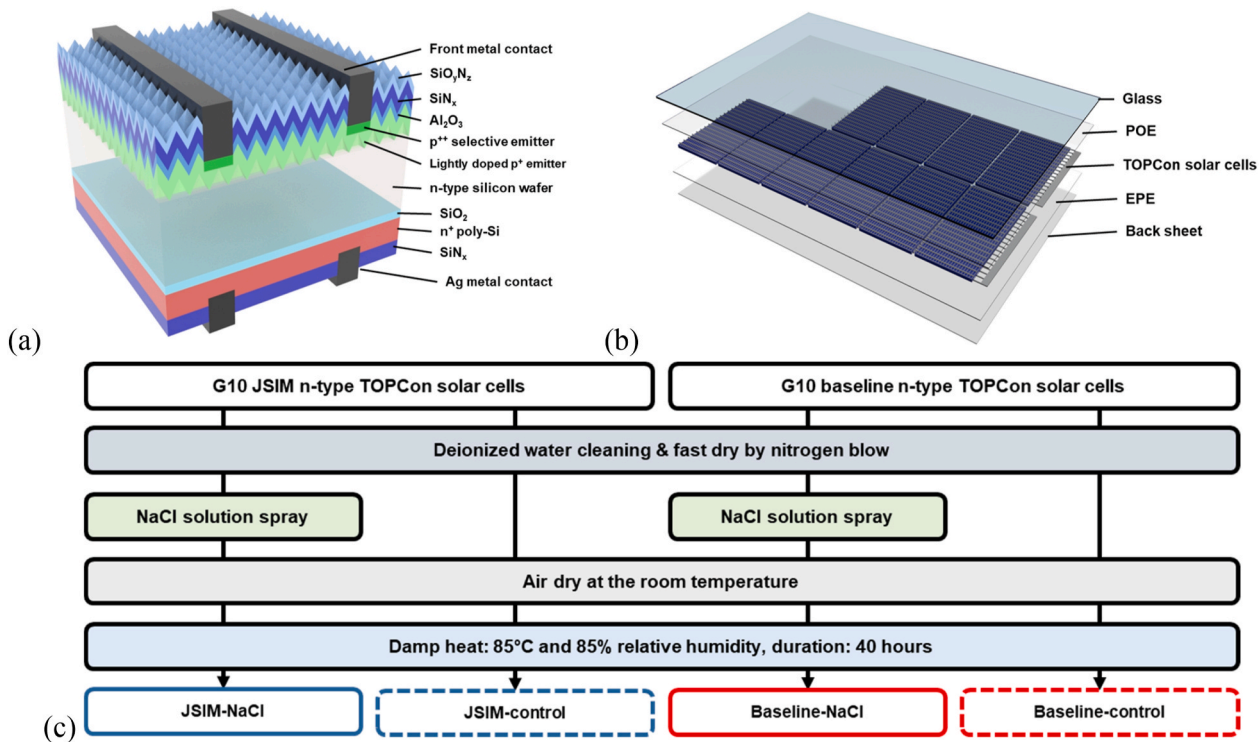 Front metal contact
SiOyNz
SiNx
Al2O3
p++ selective emitter
Lightly doped p+ emitter
n-type silicon wafer
SiO2
n+ poly-Si
SiNx
Ag metal contact
(a)
Glass
POE
TOPCon solar cells
EPE
Back sheet
(b)
G10 JSIM n-type TOPCon solar cells
G10 baseline n-type TOPCon solar cells
Deionized water cleaning & fast dry by nitrogen blow
NaCl solution spray
NaCl solution spray
Air dry at the room temperature
Damp heat: 85°C and 85% relative humidity, duration: 40 hours
JSIM-NaCl
JSIM-control
Baseline-NaCl
Baseline-control
(c)